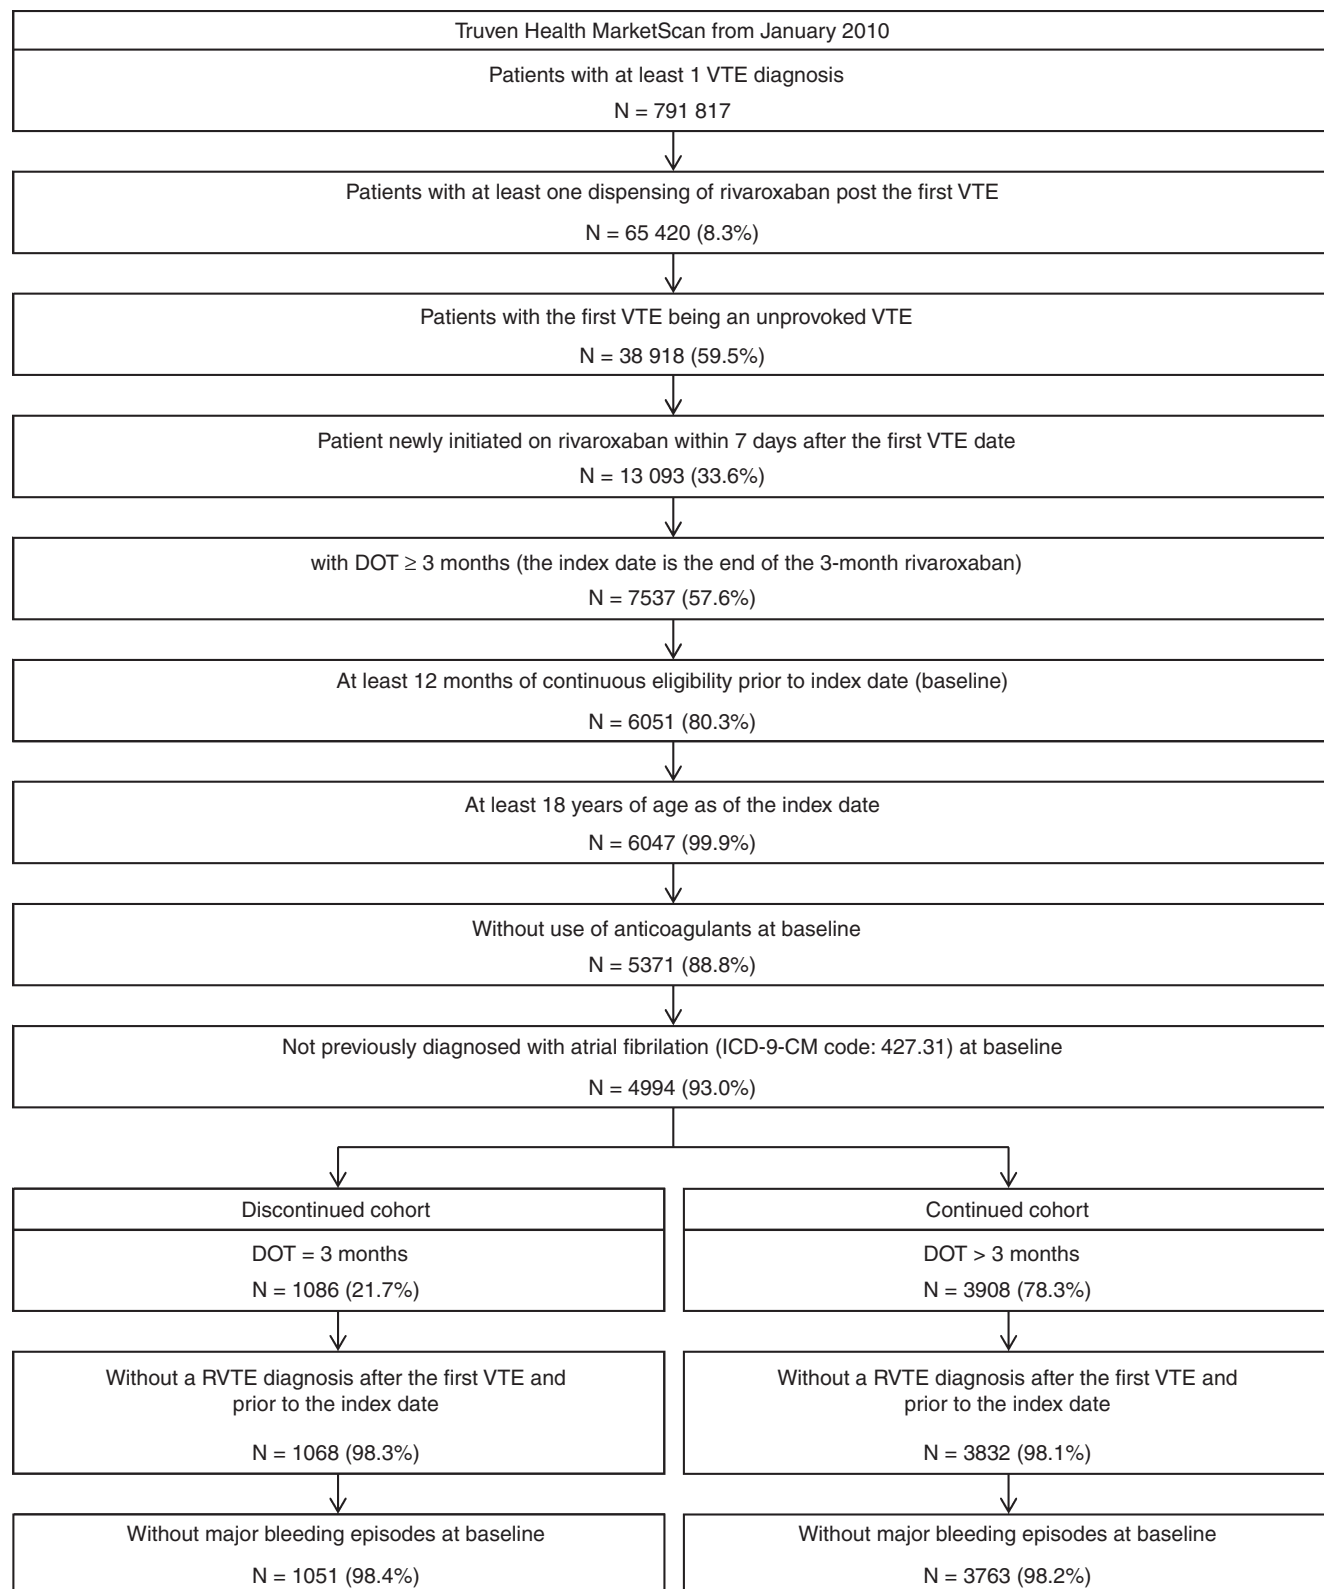 Truven Health MarketScan from January 2010
Patients with at least 1 VTE diagnosis
N = 791 817
Patients with at least one dispensing of rivaroxaban post the first VTE
N = 65 420 (8.3%)
Patients with the first VTE being an unprovoked VTE
N = 38 918 (59.5%)
Patient newly initiated on rivaroxaban within 7 days after the first VTE date
N = 13 093 (33.6%)
with DOT ≥ 3 months (the index date is the end of the 3-month rivaroxaban)
N = 7537 (57.6%)
At least 12 months of continuous eligibility prior to index date (baseline)
N = 6051 (80.3%)
At least 18 years of age as of the index date
N = 6047 (99.9%)
Without use of anticoagulants at baseline
N = 5371 (88.8%)
Not previously diagnosed with atrial fibrilation (ICD-9-CM code: 427.31) at baseline
N = 4994 (93.0%)
Discontinued cohort
DOT = 3 months
N = 1086 (21.7%)
Without a RVTE diagnosis after the first VTE and
prior to the index date
N = 1068 (98.3%)
Without major bleeding episodes at baseline
N = 1051 (98.4%)
Continued cohort
DOT > 3 months
N = 3908 (78.3%)
Without a RVTE diagnosis after the first VTE and
prior to the index date
N = 3832 (98.1%)
Without major bleeding episodes at baseline
N = 3763 (98.2%)